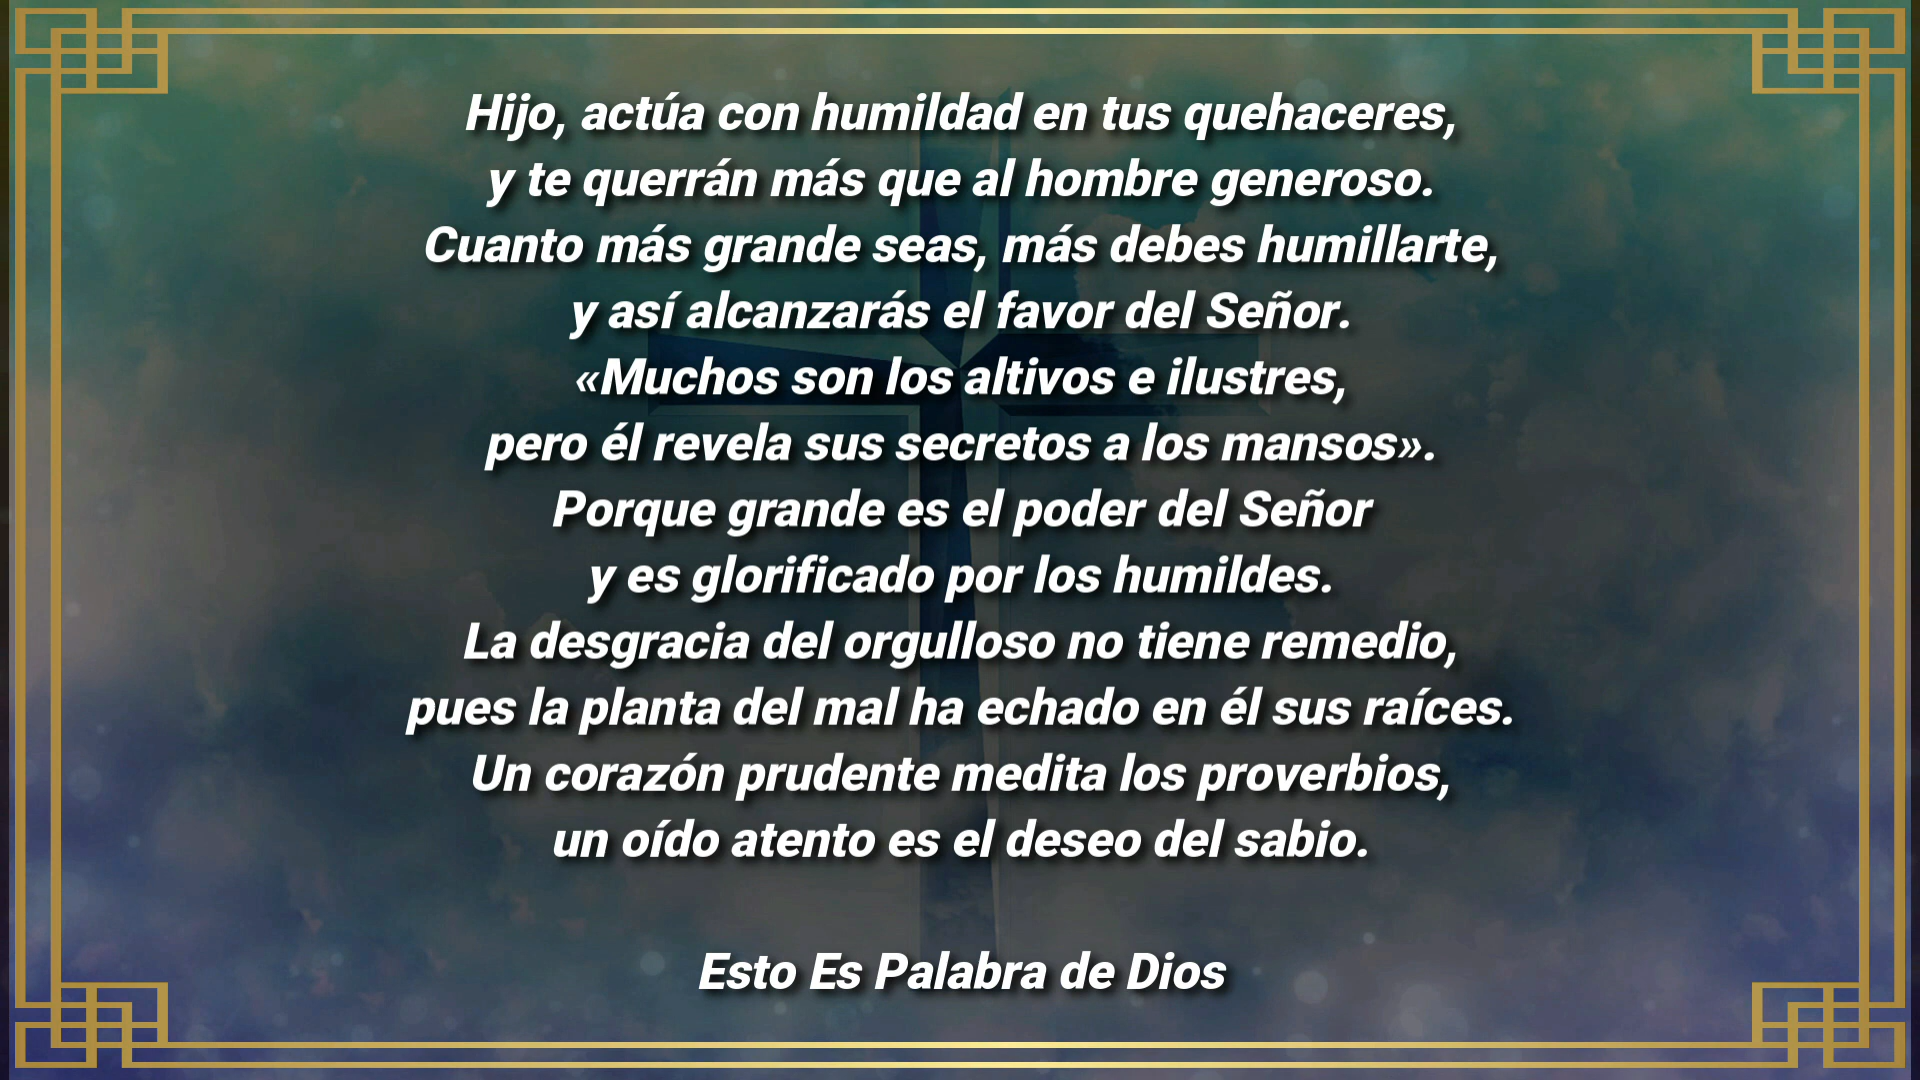 Hijo, actúa con humildad en tus quehaceres,
y te querrán más que al hombre generoso.
Cuanto más grande seas, más debes humillarte,
y así alcanzarás el favor del Señor.
«Muchos son los altivos e ilustres,
pero él revela sus secretos a los mansos».
Porque grande es el poder del Señor
y es glorificado por los humildes.
La desgracia del orgulloso no tiene remedio,
pues la planta del mal ha echado en él sus raíces.
Un corazón prudente medita los proverbios,
un oído atento es el deseo del sabio.
Esto Es Palabra de Dios